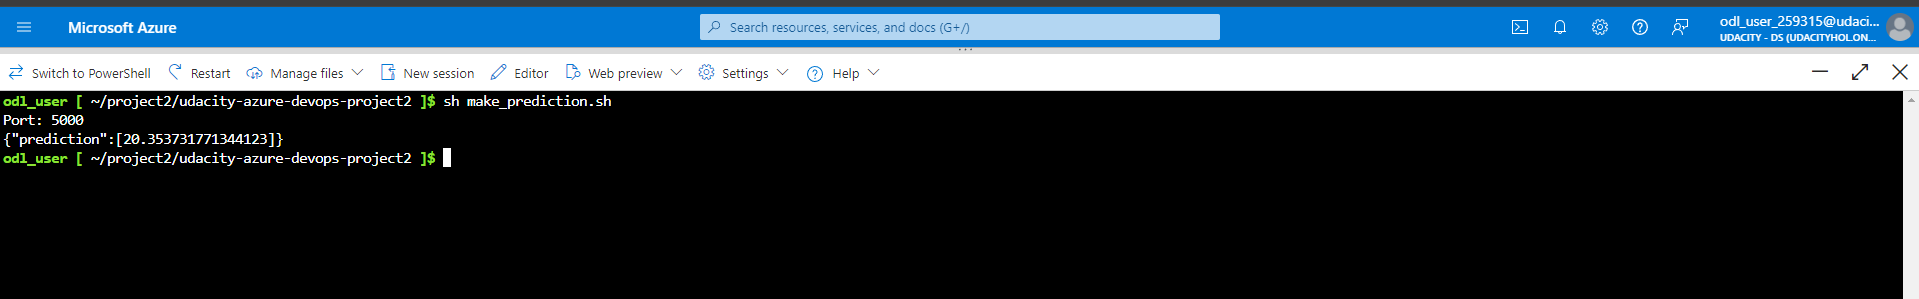 Microsoft Azure
Search resources, services, and docs (G+/)
odl_user_259315@udaci...
UDACITY - DS (UDACITYHOL.ON...
Switch to PowerShell Restart Manage files New session Editor Web preview Settings Help
odl_user [ ~/project2/udacity-azure-devops-project2 ]$ sh make_prediction.sh
Port: 5000
{"prediction":[20.353731771344123]}
odl_user [ ~/project2/udacity-azure-devops-project2 ]$